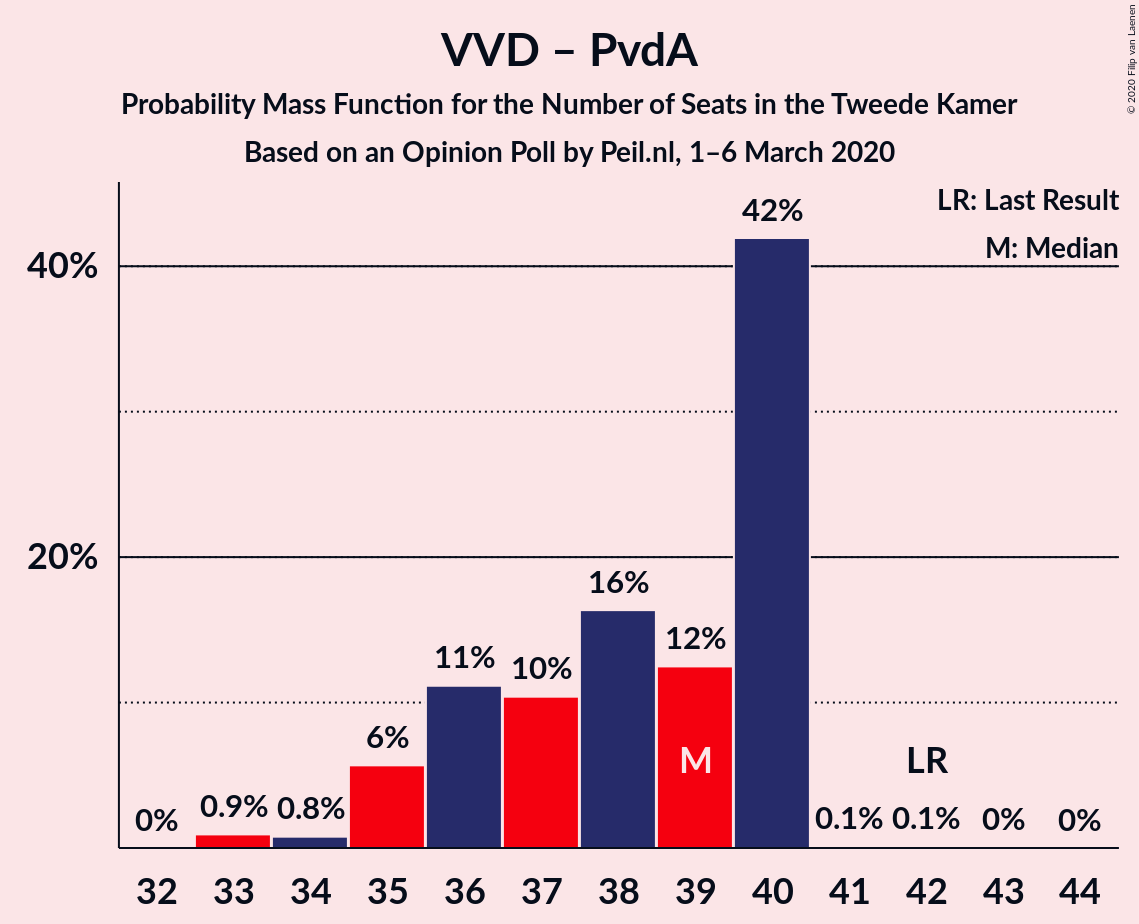 VVD – PvdA
Probability Mass Function for the Number of Seats in the Tweede Kamer
Based on an Opinion Poll by Peil.nl, 1–6 March 2020
© 2020 Filip van Laenen
LR: Last Result
M: Median
40%
20%
0%
0.9%
0.8%
6%
11%
10%
16%
12%
42%
0.1%
0.1%
0%
0%
M
LR
32 33 34 35 36 37 38 39 40 41 42 43 44